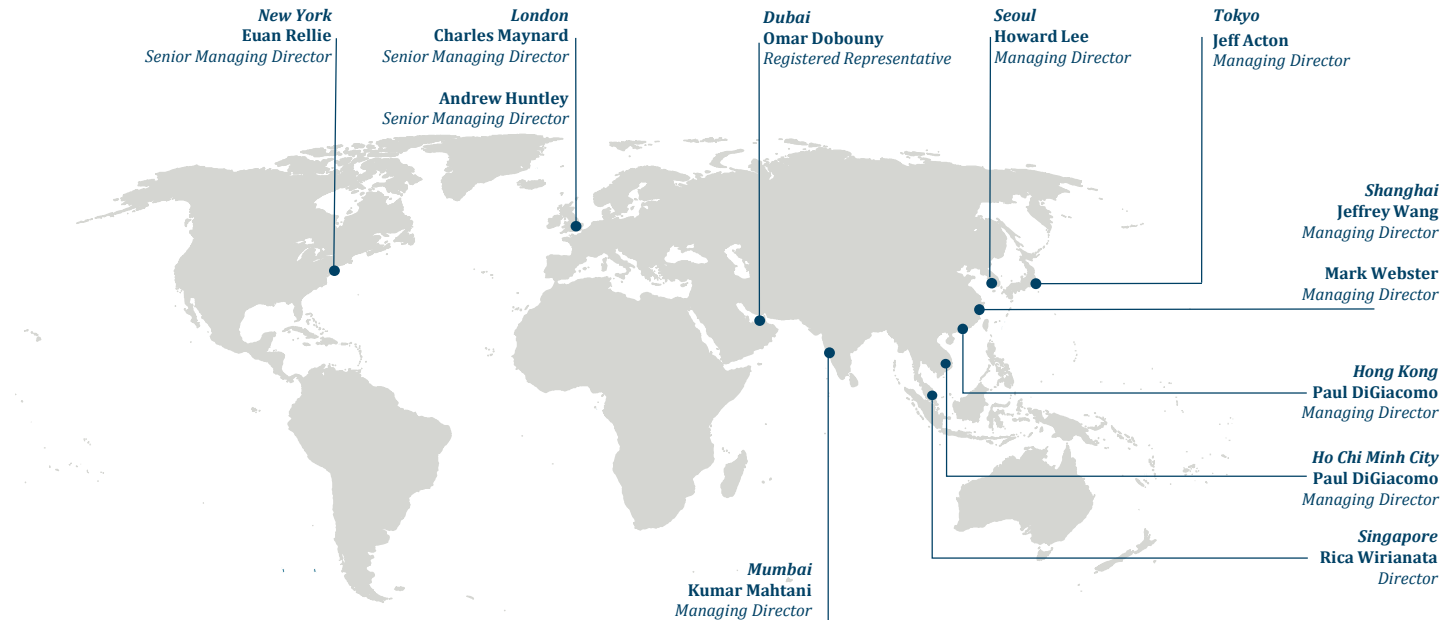 New York
Euan Rellie
Senior Managing Director
London
Charles Maynard
Senior Managing Director
Andrew Huntley
Senior Managing Director
Dubai
Omar Dobouny
Registered Representative
Seoul
Howard Lee
Managing Director
Tokyo
Jeff Acton
Managing Director
Shanghai
Jeffrey Wang
Managing Director
Mark Webster
Managing Director
Hong Kong
Paul DiGiacomo
Managing Director
Ho Chi Minh City
Paul DiGiacomo
Managing Director
Singapore
Rica Wirianata
Director
Mumbai
Kumar Mahtani
Managing Director